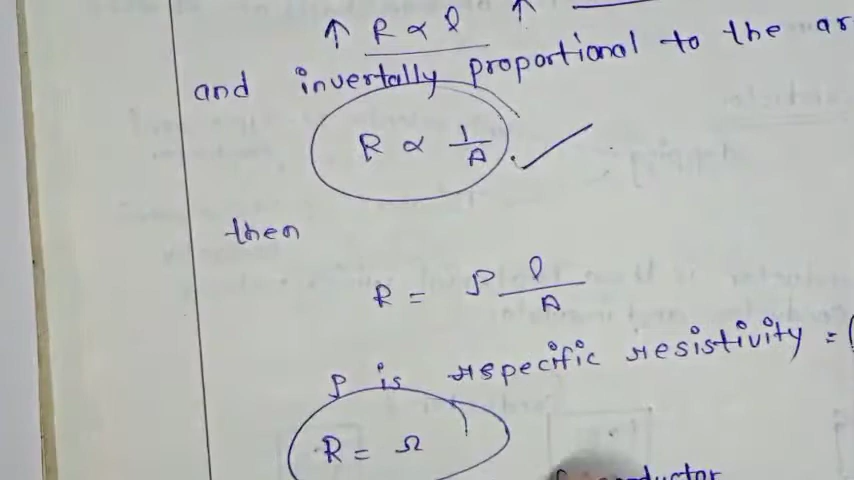 ↑ R ∝ l ↑
and invertally proportional to the ar
R ∝ 1/A ✓
then
R = ρ l/A
ρ is specific resistivity =
R = Ω